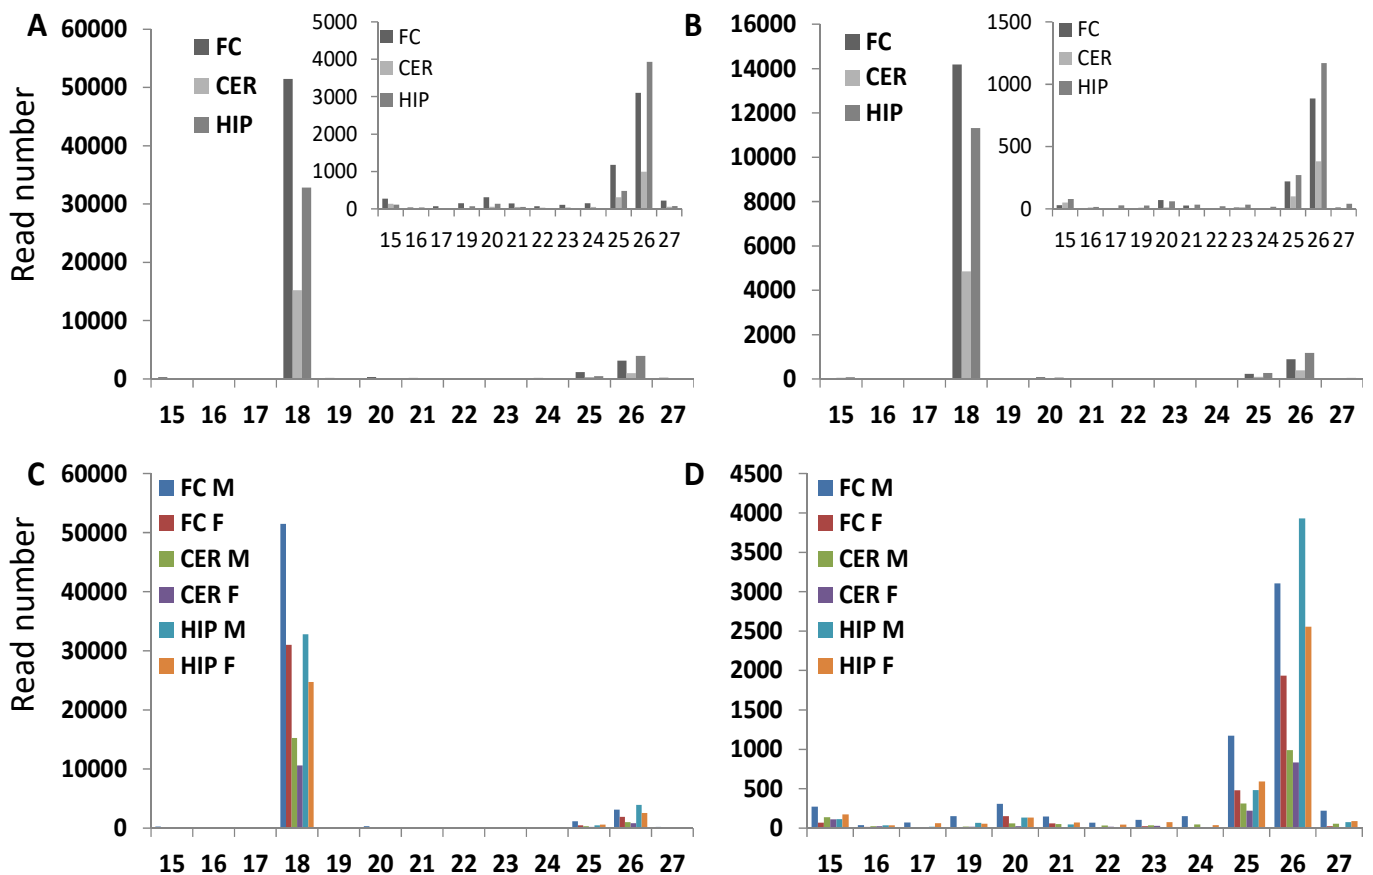 A
Read number
60000
50000
40000
30000
20000
10000
0
FC
CER
HIP
15 16 17 18 19 20 21 22 23 24 25 26 27
5000
4000
3000
2000
1000
0
FC
CER
HIP
15 16 17 19 20 21 22 23 24 25 26 27
B
16000
14000
12000
10000
8000
6000
4000
2000
0
FC
CER
HIP
15 16 17 18 19 20 21 22 23 24 25 26 27
1500
1000
500
0
FC
CER
HIP
15 16 17 19 20 21 22 23 24 25 26 27
C
Read number
60000
50000
40000
30000
20000
10000
0
FC M
FC F
CER M
CER F
HIP M
HIP F
15 16 17 18 19 20 21 22 23 24 25 26 27
D
4500
4000
3500
3000
2500
2000
1500
1000
500
0
FC M
FC F
CER M
CER F
HIP M
HIP F
15 16 17 19 20 21 22 23 24 25 26 27